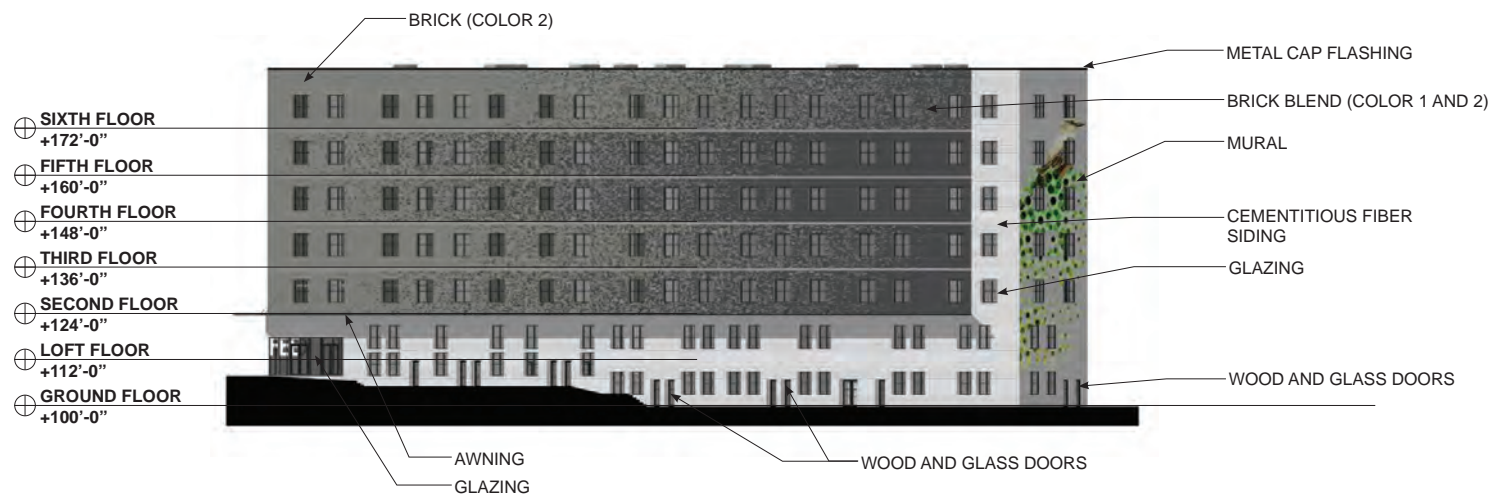 BRICK (COLOR 2)
METAL CAP FLASHING
BRICK BLEND (COLOR 1 AND 2)
SIXTH FLOOR
+172’-0”
MURAL
FIFTH FLOOR
+160’-0”
FOURTH FLOOR
+148’-0”
CEMENTITIOUS FIBER
SIDING
THIRD FLOOR
+136’-0”
GLAZING
SECOND FLOOR
+124’-0”
LOFT FLOOR
+112’-0”
WOOD AND GLASS DOORS
GROUND FLOOR
+100’-0”
AWNING
WOOD AND GLASS DOORS
GLAZING